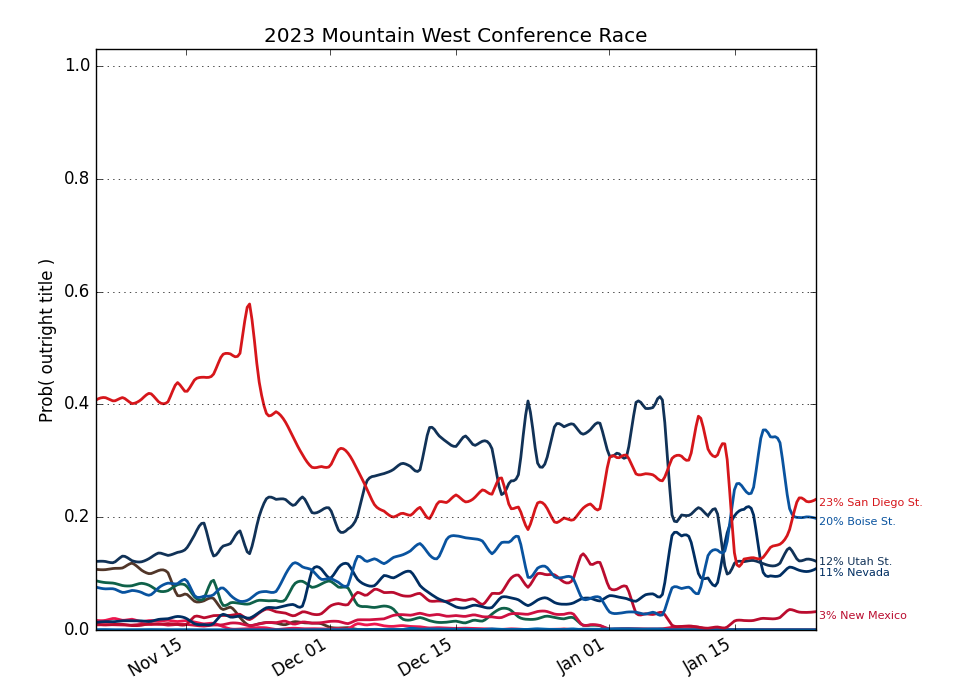 2023 Mountain West Conference Race
Prob( outright title )
1.0
0.8
0.6
0.4
0.2
0.0
23% San Diego St.
20% Boise St.
12% Utah St.
11% Nevada
3% New Mexico
Nov 15
Dec 01
Dec 15
Jan 01
Jan 15